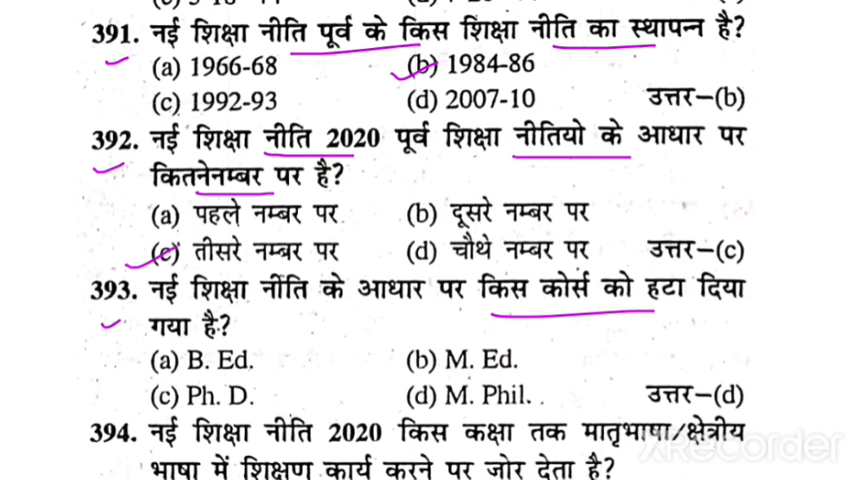 391. नई शिक्षा नीति पूर्व के किस शिक्षा नीति का स्थापन्न है?
(a) 1966-68 (b) 1984-86
(c) 1992-93 (d) 2007-10 उत्तर–(b)
392. नई शिक्षा नीति 2020 पूर्व शिक्षा नीतियो के आधार पर
कितनेनम्बर पर है?
(a) पहले नम्बर पर (b) दूसरे नम्बर पर
(c) तीसरे नम्बर पर (d) चौथे नम्बर पर उत्तर–(c)
393. नई शिक्षा नीति के आधार पर किस कोर्स को हटा दिया
गया है?
(a) B. Ed. (b) M. Ed.
(c) Ph. D. (d) M. Phil. . उत्तर–(d)
394. नई शिक्षा नीति 2020 किस कक्षा तक मातृभाषा/क्षेत्रीय
भाषा में शिक्षण कार्य करने पर जोर देता है?
XRecorder